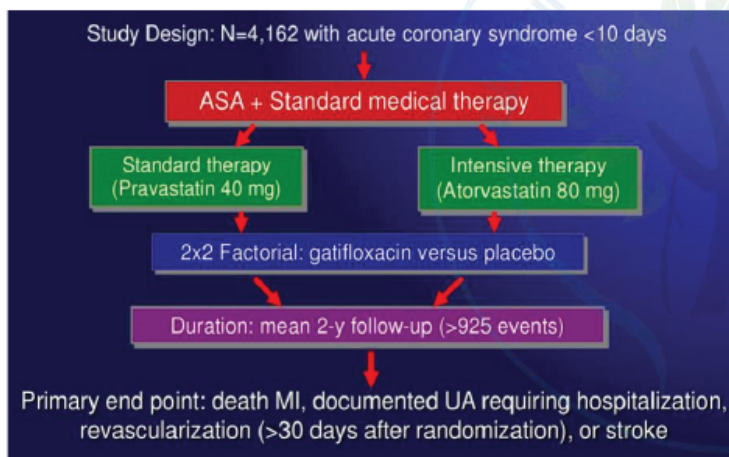 Study Design: N=4,162 with acute coronary syndrome <10 days
ASA + Standard medical therapy
Standard therapy
(Pravastatin 40 mg)
Intensive therapy
(Atorvastatin 80 mg)
2x2 Factorial: gatifloxacin versus placebo
Duration: mean 2-y follow-up (>925 events)
Primary end point: death MI, documented UA requiring hospitalization,
revascularization (>30 days after randomization), or stroke